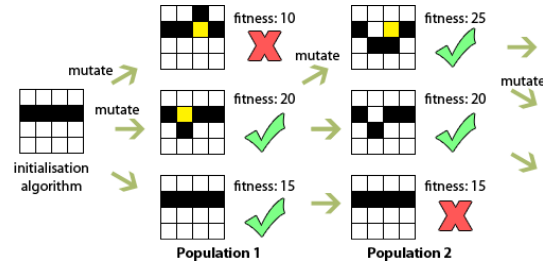 fitness: 10
fitness: 25
mutate
mutate
mutate
mutate
fitness: 20
fitness: 20
initialisation
algorithm
fitness: 15
fitness: 15
Population 1
Population 2